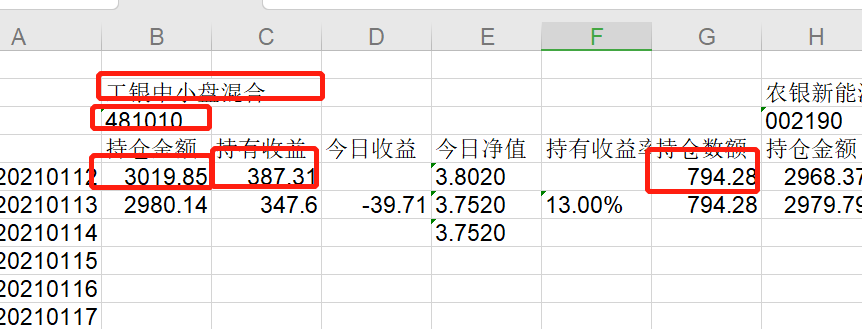 A B C D E F G H
工银中小盘混合 农银新能
481010 002190
持仓金额 持有收益 今日收益 今日净值 持有收益率 持仓数额 持仓金额
20210112 3019.85 387.31 3.8020 794.28 2968.37
20210113 2980.14 347.6 -39.71 3.7520 13.00% 794.28 2979.79
20210114 3.7520
20210115
20210116
20210117